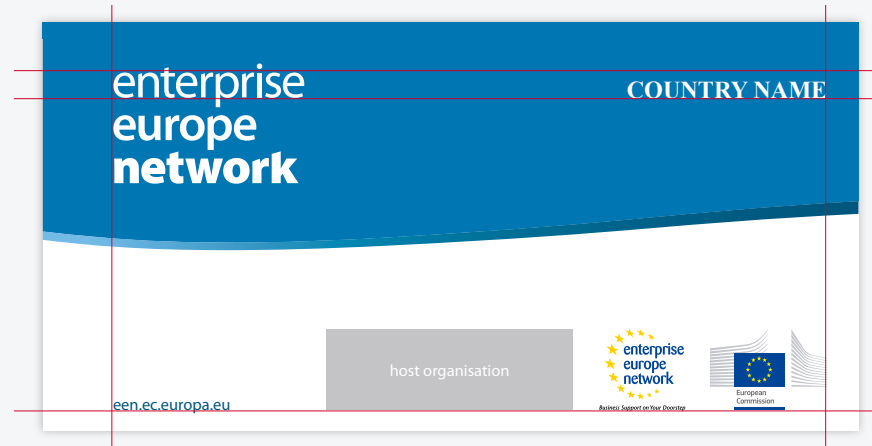 enterprise
europe
network
COUNTRY NAME
host organisation
enterprise
europe
network
Business Support on Your Doorstep
European
Commission
een.ec.europa.eu